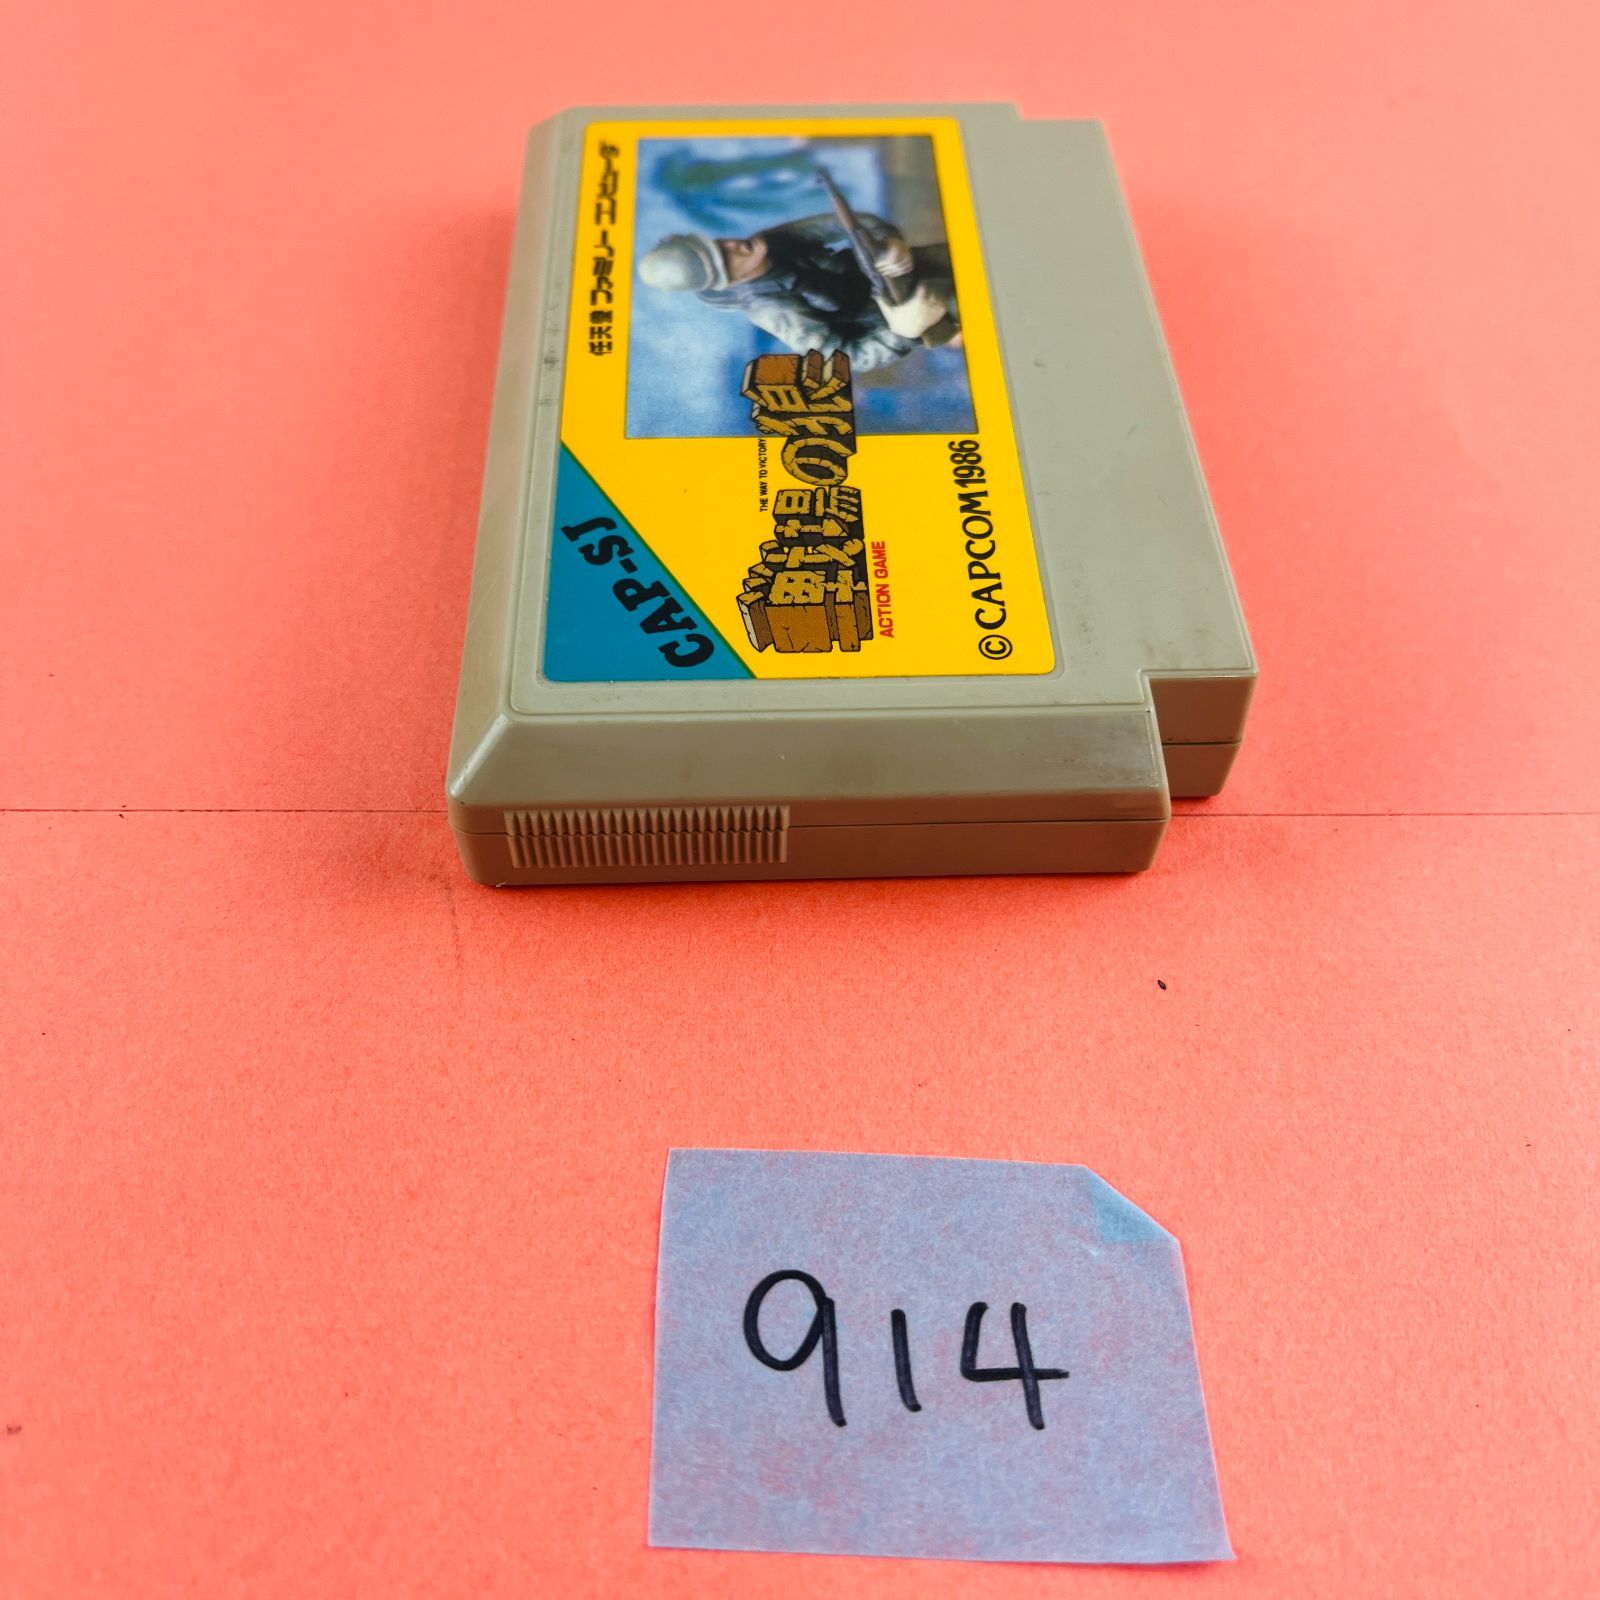 任天堂 ファミリーコンピュータ
CAP-SJ
THE WAY TO VICTORY
戦場の狼
ACTION GAME
©CAPCOM 1986
914